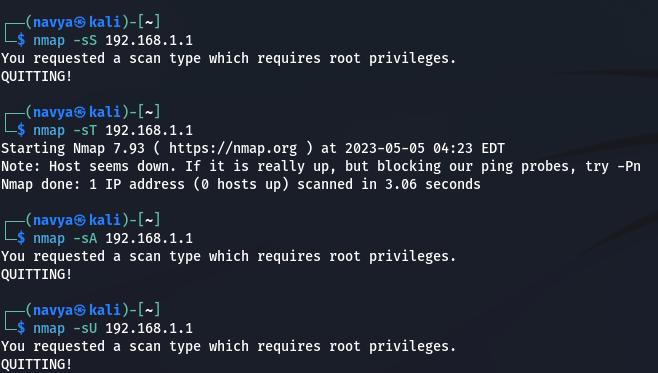 ┌──(navya㉿kali)-[~]
└─$ nmap -sS 192.168.1.1
You requested a scan type which requires root privileges.
QUITTING!
┌──(navya㉿kali)-[~]
└─$ nmap -sT 192.168.1.1
Starting Nmap 7.93 ( https://nmap.org ) at 2023-05-05 04:23 EDT
Note: Host seems down. If it is really up, but blocking our ping probes, try -Pn
Nmap done: 1 IP address (0 hosts up) scanned in 3.06 seconds
┌──(navya㉿kali)-[~]
└─$ nmap -sA 192.168.1.1
You requested a scan type which requires root privileges.
QUITTING!
┌──(navya㉿kali)-[~]
└─$ nmap -sU 192.168.1.1
You requested a scan type which requires root privileges.
QUITTING!